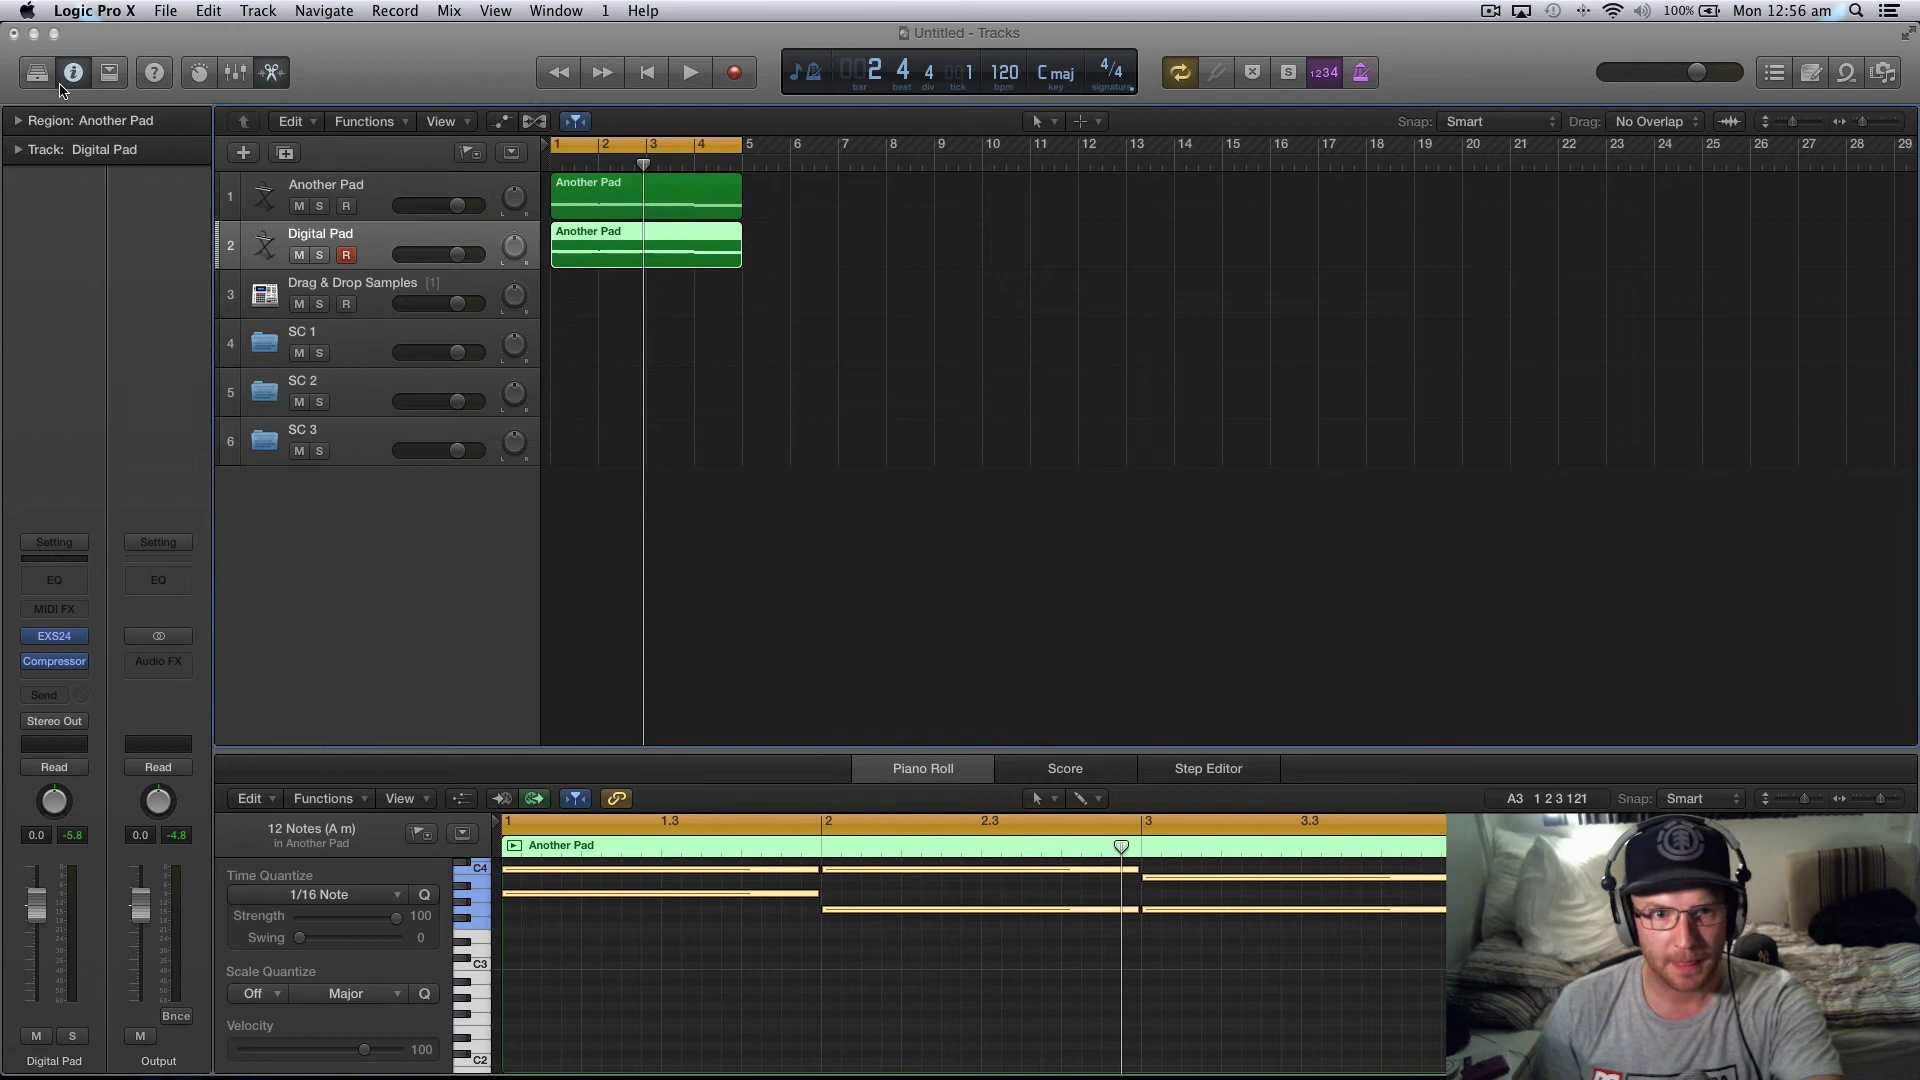 Logic Pro X File Edit Track Navigate Record Mix View Window 1 Help 100% Mon 12:56 am
Untitled - Tracks
2 4 4 001 120 C maj 4/4
bar beat div tick bpm key signature
S 1234
Region: Another Pad
Edit Functions View Snap: Smart Drag: No Overlap
Track: Digital Pad
1 2 3 4 5 6 7 8 9 10 11 12 13 14 15 16 17 18 19 20 21 22 23 24 25 26 27 28 29
1 Another Pad
M S R
L R
Another Pad
2 Digital Pad
M S R
L R
Another Pad
3 Drag & Drop Samples [1]
M S R
L R
4 SC 1
M S
L R
5 SC 2
M S
L R
6 SC 3
M S
L R
Setting Setting
EQ EQ
MIDI FX
EXS24
Compressor Audio FX
Send
Stereo Out
Read Read
0.0 -5.8 0.0 -4.8
Bnce
M S M
Digital Pad Output
Piano Roll Score Step Editor
Edit Functions View A3 1 2 3 121 Snap: Smart
1 1.3 2 2.3 3 3.3
12 Notes (A m)
in Another Pad
Another Pad
Time Quantize
1/16 Note Q
Strength 100
Swing 0
Scale Quantize
Off Major Q
Velocity
100
C4
C3
C2